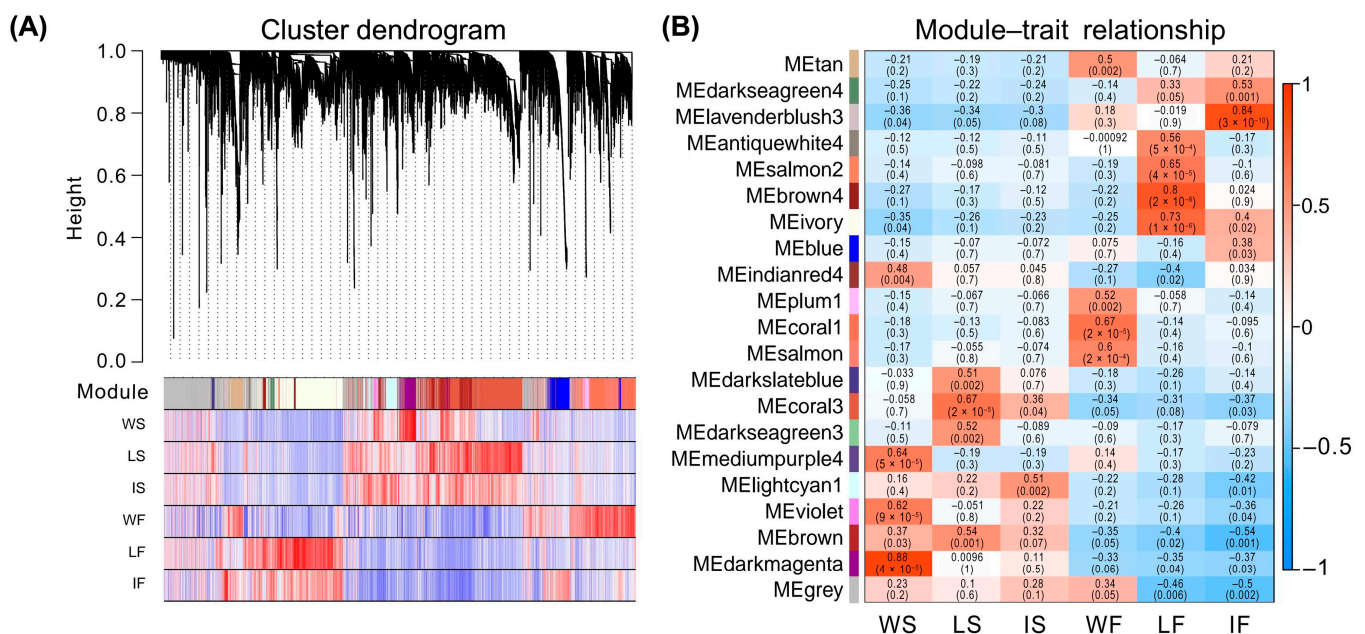 (A)
Cluster dendrogram
Height
1.0
0.8
0.6
0.4
0.2
0.0
Module
WS
LS
IS
WF
LF
IF
(B)
Module–trait relationship
MEtan −0.21 −0.19 −0.21 0.5 −0.064 0.21
(0.2) (0.3) (0.2) (0.002) (0.7) (0.2)
MEdarkseagreen4 −0.25 −0.22 −0.24 −0.14 0.33 0.53
(0.1) (0.2) (0.2) (0.4) (0.05) (0.001)
MElavenderblush3 −0.36 −0.34 −0.3 0.18 −0.019 0.84
(0.04) (0.05) (0.08) (0.3) (0.9) (3 × 10⁻¹⁰)
MEantiquewhite4 −0.12 −0.12 −0.11 −0.00092 0.56 −0.17
(0.5) (0.5) (0.5) (1) (5 × 10⁻⁴) (0.3)
MEsalmon2 −0.14 −0.098 −0.081 −0.19 0.65 −0.1
(0.4) (0.6) (0.7) (0.3) (4 × 10⁻⁵) (0.6)
MEbrown4 −0.27 −0.17 −0.12 −0.22 0.8 0.024
(0.1) (0.3) (0.5) (0.2) (2 × 10⁻⁸) (0.9)
MEivory −0.35 −0.26 −0.23 −0.25 0.73 0.4
(0.04) (0.1) (0.2) (0.2) (1 × 10⁻⁶) (0.02)
MEblue −0.15 −0.07 −0.072 0.075 −0.16 0.38
(0.4) (0.7) (0.7) (0.7) (0.4) (0.03)
MEindianred4 0.48 0.057 0.045 −0.27 −0.4 0.034
(0.004) (0.7) (0.8) (0.1) (0.02) (0.9)
MEplum1 −0.15 −0.067 −0.066 0.52 −0.058 −0.14
(0.4) (0.7) (0.7) (0.002) (0.7) (0.4)
MEcoral1 −0.18 −0.13 −0.083 0.67 −0.14 −0.095
(0.3) (0.5) (0.6) (2 × 10⁻⁵) (0.4) (0.6)
MEsalmon −0.17 −0.055 −0.074 0.6 −0.16 −0.1
(0.3) (0.8) (0.7) (2 × 10⁻⁴) (0.4) (0.6)
MEdarkslateblue −0.033 0.51 0.076 −0.18 −0.26 −0.14
(0.9) (0.002) (0.7) (0.3) (0.1) (0.4)
MEcoral3 −0.058 0.67 0.36 −0.34 −0.31 −0.37
(0.7) (2 × 10⁻⁵) (0.04) (0.05) (0.08) (0.03)
MEdarkseagreen3 −0.11 0.52 −0.089 −0.09 −0.17 −0.079
(0.5) (0.002) (0.6) (0.6) (0.3) (0.7)
MEmediumpurple4 0.64 −0.19 −0.19 0.14 −0.17 −0.23
(5 × 10⁻⁵) (0.3) (0.3) (0.4) (0.3) (0.2)
MElightcyan1 0.16 0.22 0.51 −0.22 −0.28 −0.42
(0.4) (0.2) (0.002) (0.2) (0.1) (0.01)
MEviolet 0.62 −0.051 0.22 −0.21 −0.26 −0.36
(9 × 10⁻⁵) (0.8) (0.2) (0.2) (0.1) (0.04)
MEbrown 0.37 0.54 0.32 −0.35 −0.4 −0.54
(0.03) (0.001) (0.07) (0.05) (0.02) (0.001)
MEdarkmagenta 0.88 0.0096 0.11 −0.33 −0.35 −0.37
(4 × 10⁻⁵) (1) (0.5) (0.06) (0.04) (0.03)
MEgrey 0.23 0.1 0.28 0.34 −0.46 −0.5
(0.2) (0.6) (0.1) (0.05) (0.006) (0.002)
WS LS IS WF LF IF
1
0.5
0
−0.5
−1